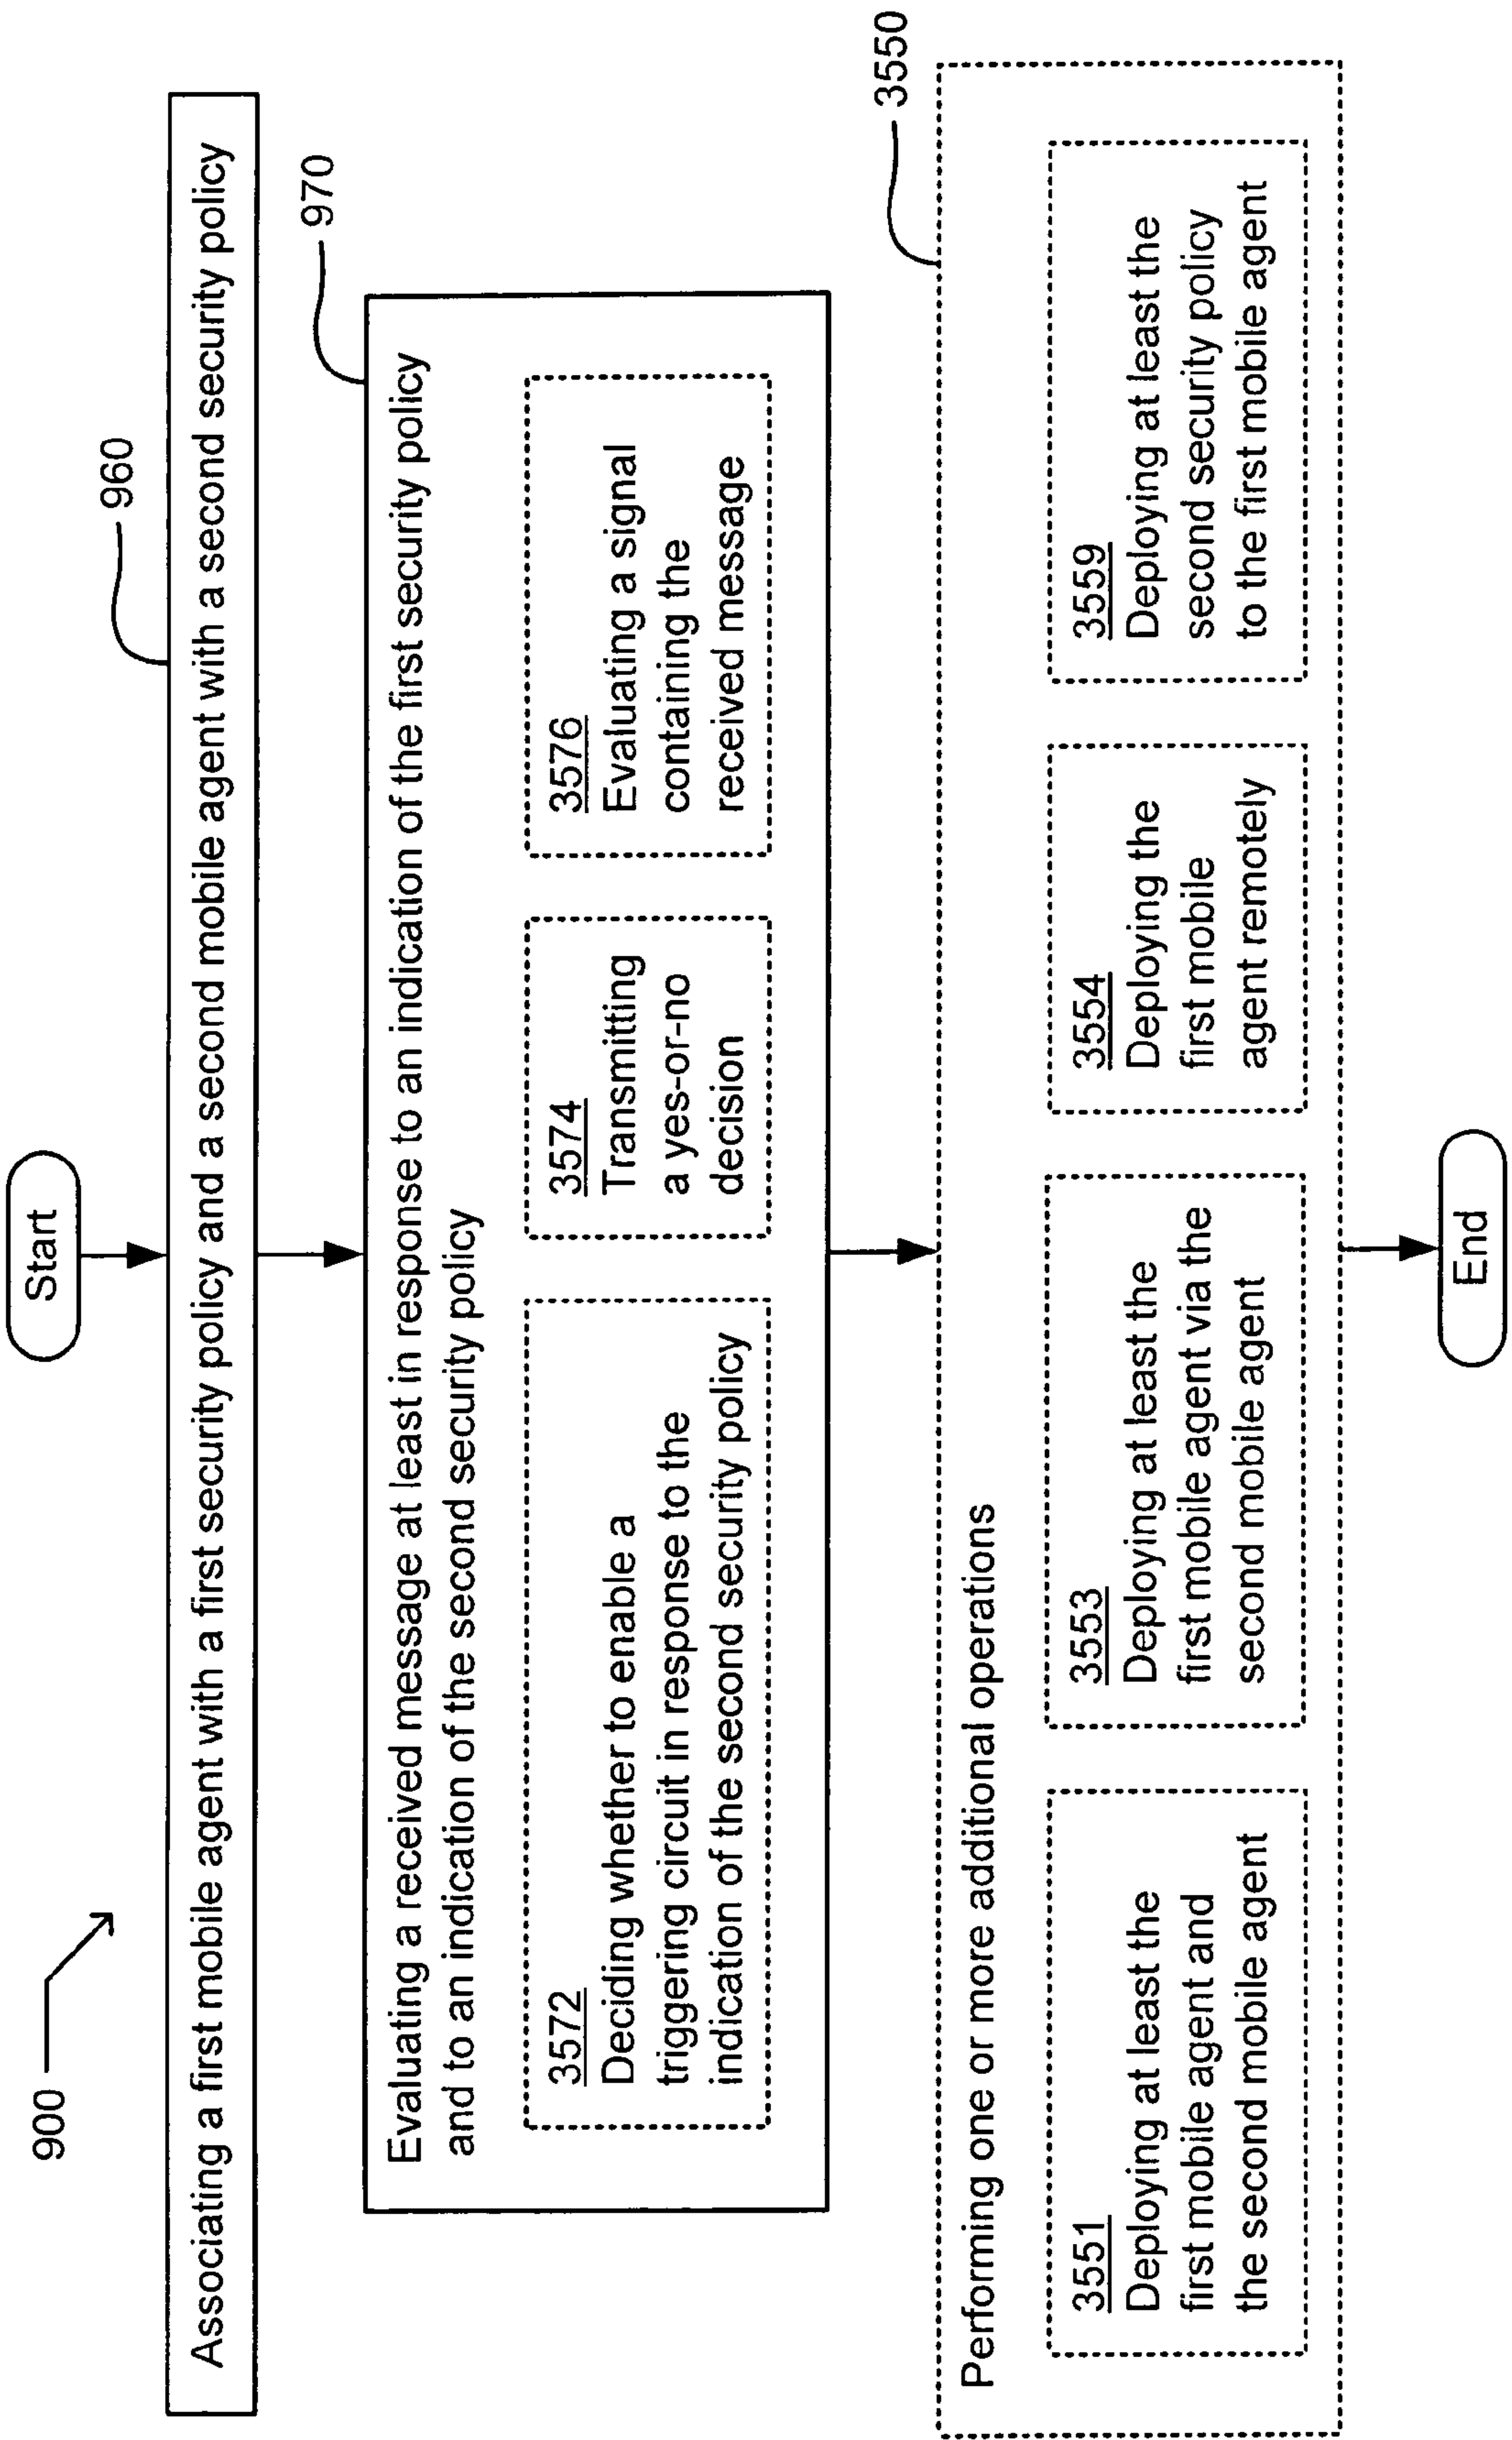 900
Start
960
Associating a first mobile agent with a first security policy and a second mobile agent with a second security policy
970
Evaluating a received message at least in response to an indication of the first security policy
and to an indication of the second security policy
3572
Deciding whether to enable a
triggering circuit in response to the
indication of the second security policy
3574
Transmitting
a yes-or-no
decision
3576
Evaluating a signal
containing the
received message
3550
Performing one or more additional operations
3551
Deploying at least the
first mobile agent and
the second mobile agent
3553
Deploying at least the
first mobile agent via the
second mobile agent
3554
Deploying the
first mobile
agent remotely
3559
Deploying at least the
second security policy
to the first mobile agent
End